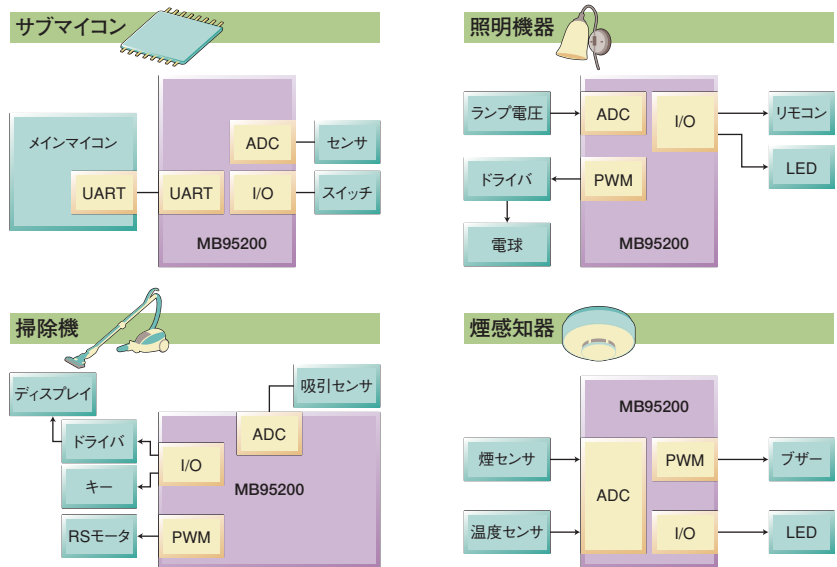 サブマイコン
メインマイコン
UART
UART
ADC
I/O
センサ
スイッチ
MB95200
照明機器
ランプ電圧
ADC
I/O
リモコン
LED
ドライバ
PWM
電球
MB95200
掃除機
ディスプレイ
吸引センサ
ドライバ
ADC
I/O
キー
MB95200
RSモータ
PWM
煙感知器
MB95200
煙センサ
ADC
PWM
ブザー
温度センサ
I/O
LED